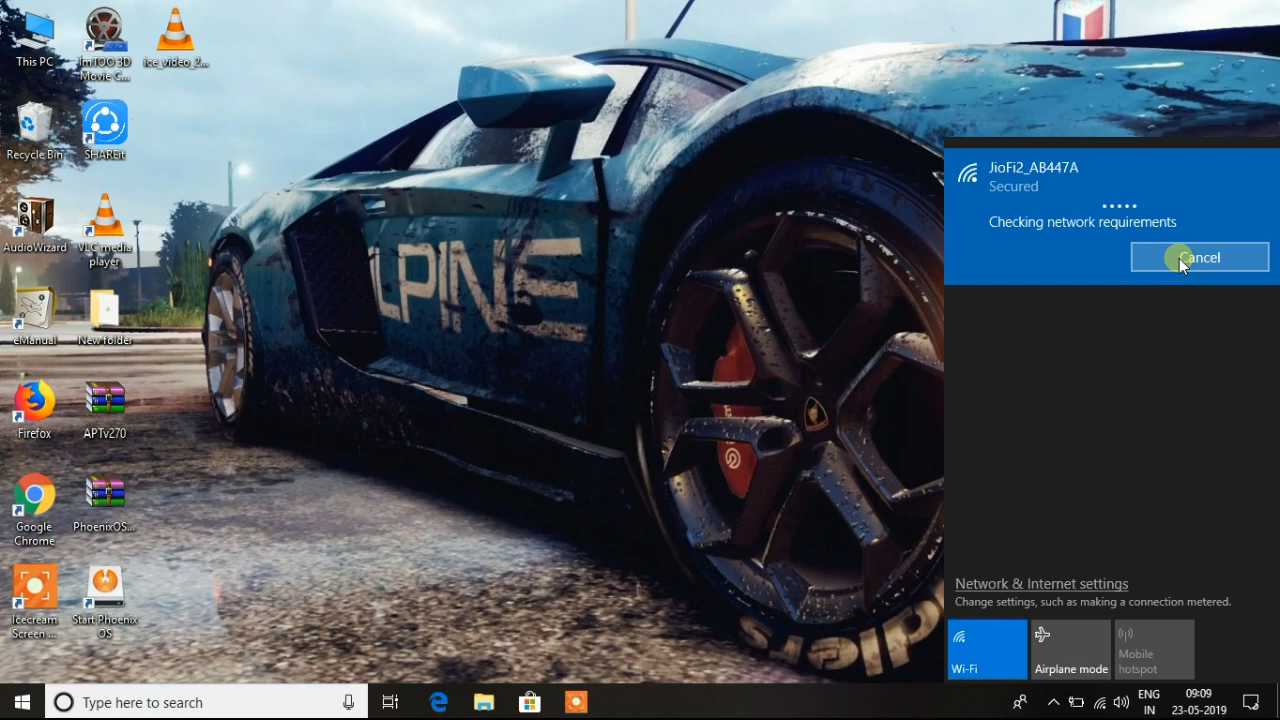 This PC
ImTOO 3D
Movie C...
ice_video_2...
Recycle Bin
SHAREit
AudioWizard
VLC media
player
eManual
New folder
Firefox
APTv270
Google
Chrome
PhoenixOS...
Icecream
Screen ...
Start Phoenix
OS
LPINE
JioFi2_AB447A
Secured
Checking network requirements
Cancel
Network & Internet settings
Change settings, such as making a connection metered.
Wi-Fi
Airplane mode
Mobile
hotspot
Type here to search
ENG
IN
09:09
23-05-2019